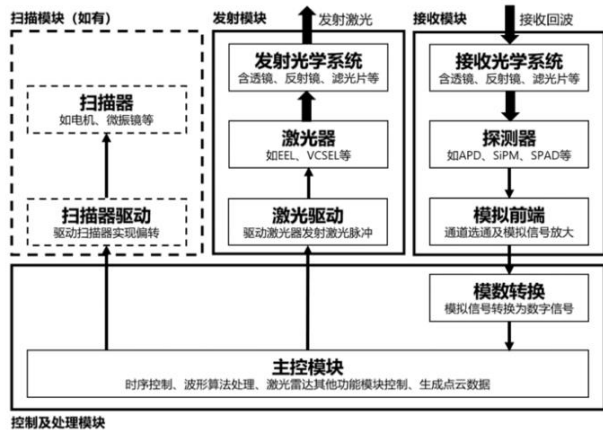 扫描模块（如有）
发射模块
发射激光
接收模块
接收回波
扫描器
如电机、微振镜等
扫描器驱动
驱动扫描器实现偏转
发射光学系统
含透镜、反射镜、滤光片等
激光器
如EEL、VCSEL等
激光驱动
驱动激光器发射激光脉冲
接收光学系统
含透镜、反射镜、滤光片等
探测器
如APD、SiPM、SPAD等
模拟前端
通道选通及模拟信号放大
模数转换
模拟信号转换为数字信号
主控模块
时序控制、波形算法处理、激光雷达其他功能模块控制、生成点云数据
控制及处理模块